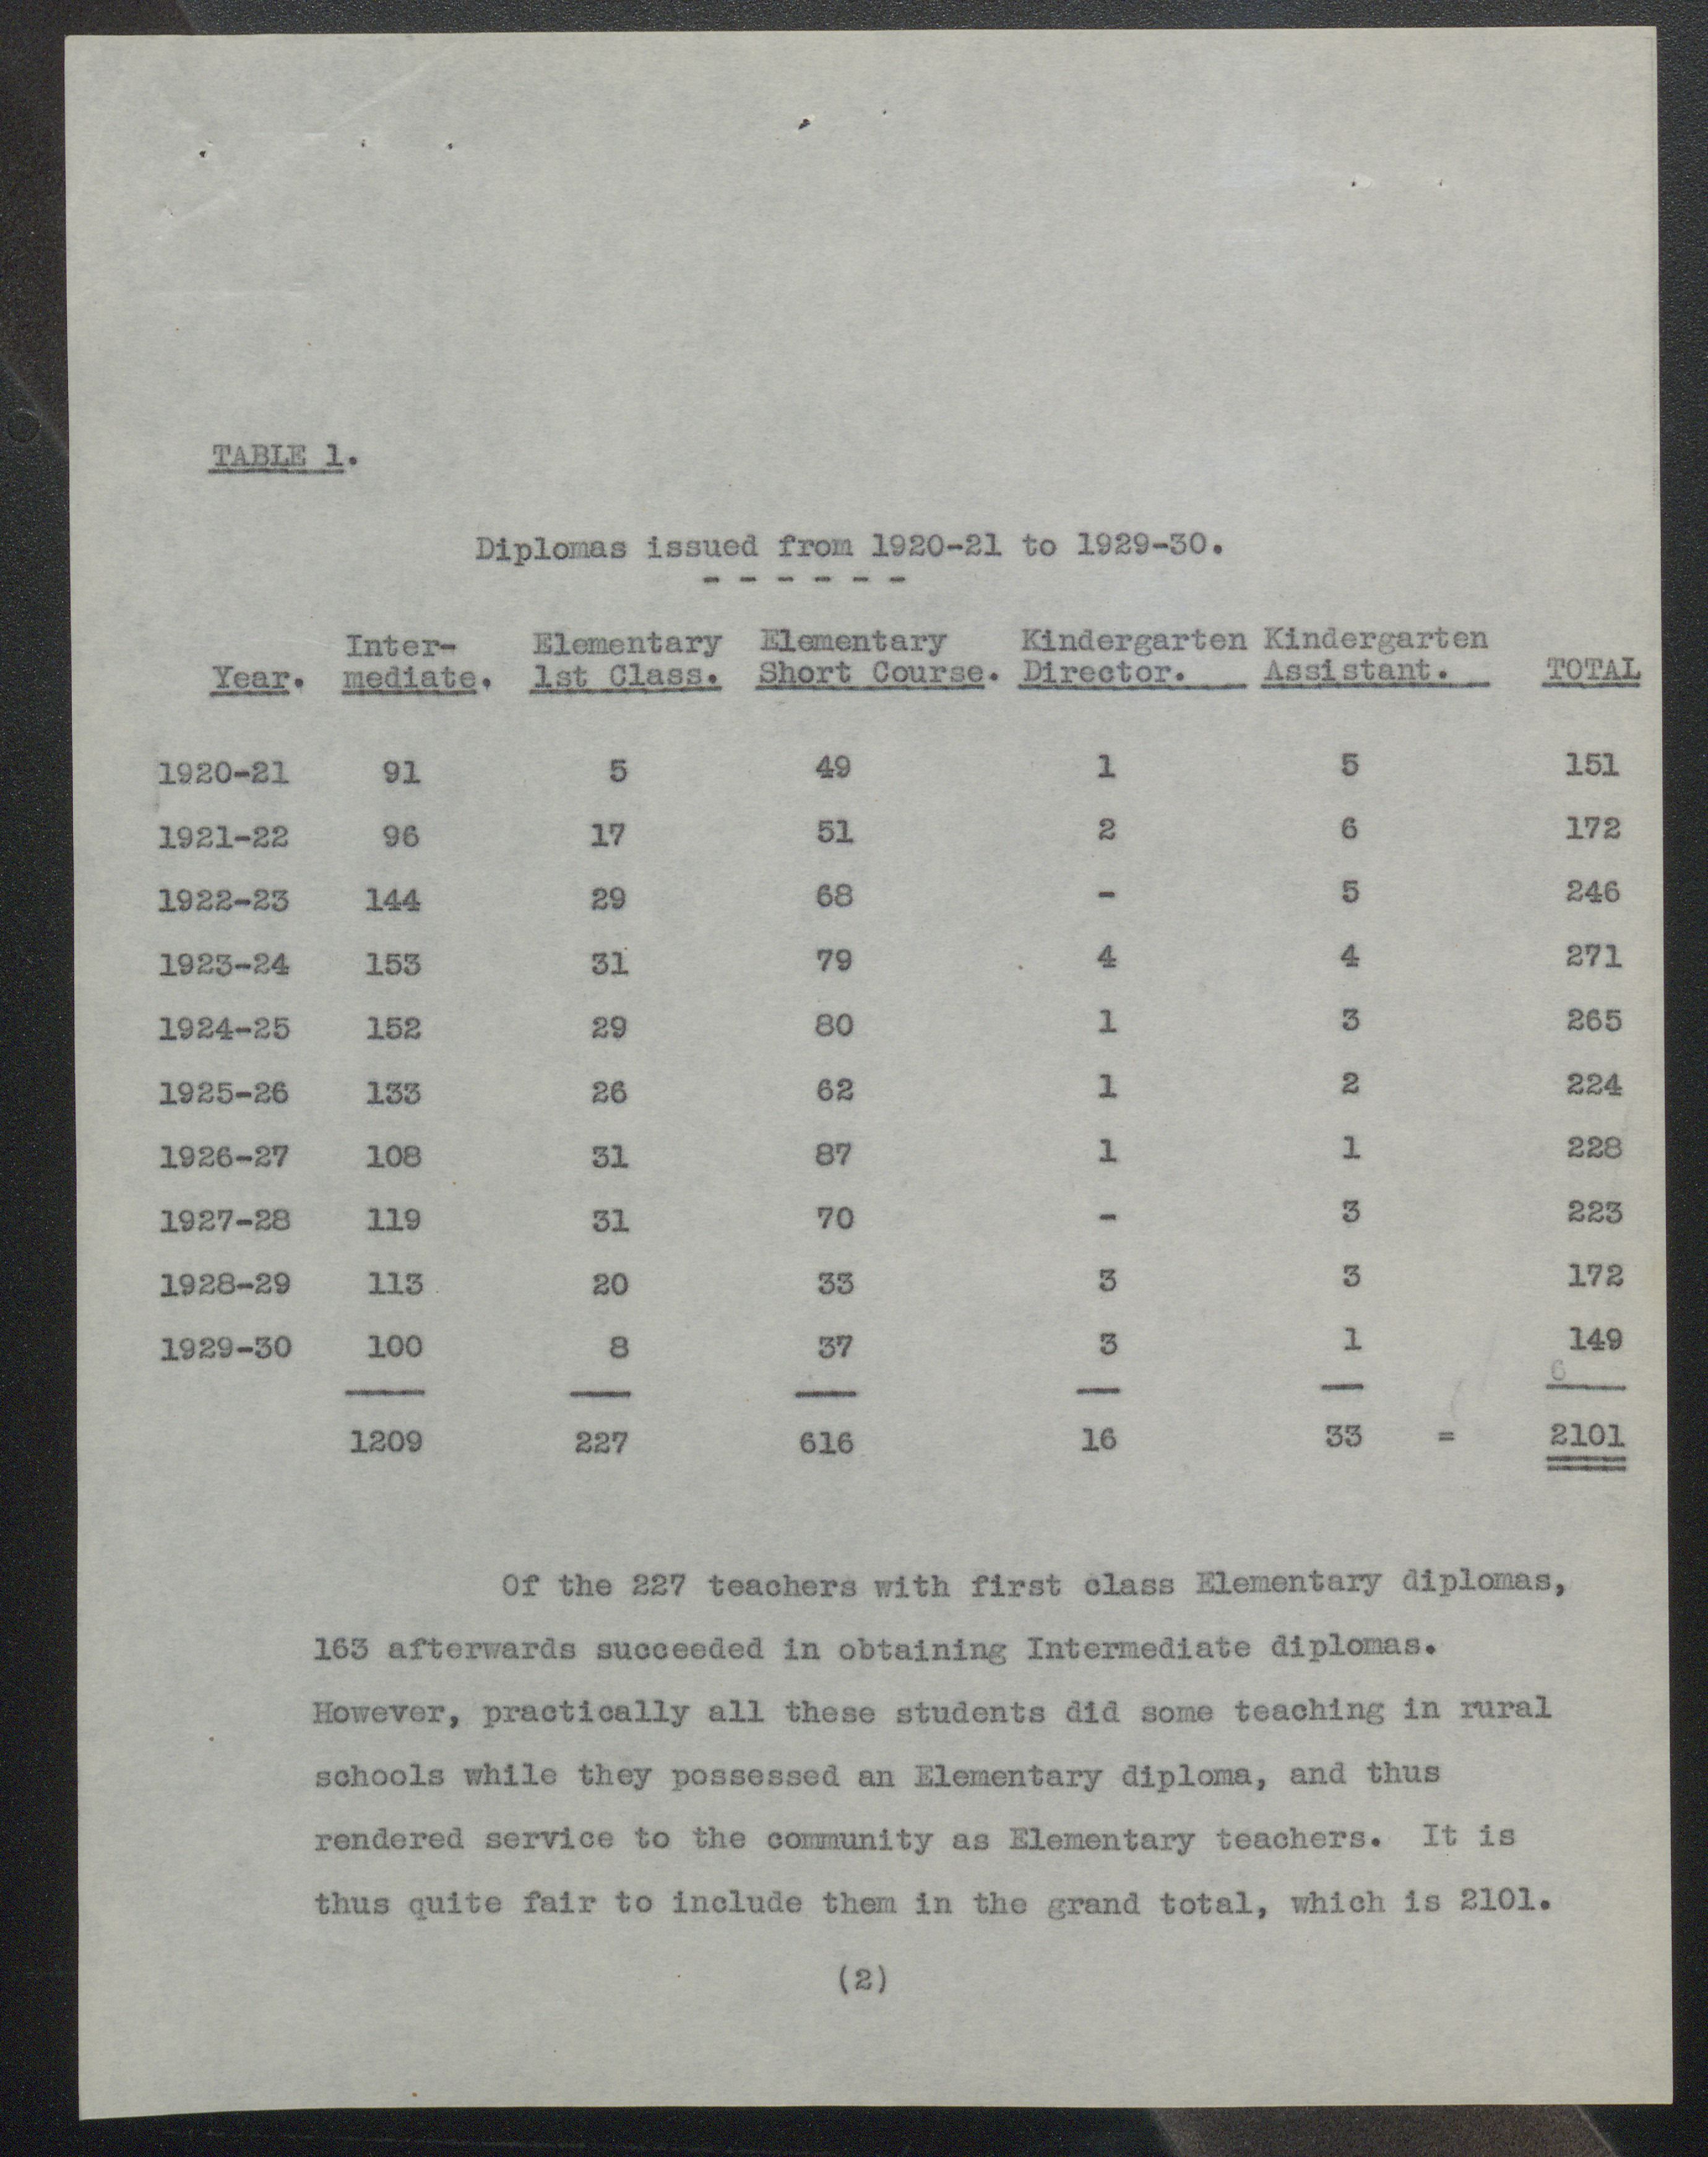 TABLE 1.
Diplomas issued from 1920-21 to 1929-30.
- - - - - -
Inter- Elementary Elementary Kindergarten Kindergarten
Year. mediate. 1st Class. Short Course. Director. Assistant. TOTAL
1920-21 91 5 49 1 5 151
1921-22 96 17 51 2 6 172
1922-23 144 29 68 - 5 246
1923-24 153 31 79 4 4 271
1924-25 152 29 80 1 3 265
1925-26 133 26 62 1 2 224
1926-27 108 31 87 1 1 228
1927-28 119 31 70 - 3 223
1928-29 113 20 33 3 3 172
1929-30 100 8 37 3 1 149
6
1209 227 616 16 33 = 2101
Of the 227 teachers with first class Elementary diplomas,
163 afterwards succeeded in obtaining Intermediate diplomas.
However, practically all these students did some teaching in rural
schools while they possessed an Elementary diploma, and thus
rendered service to the community as Elementary teachers. It is
thus quite fair to include them in the grand total, which is 2101.
(2)